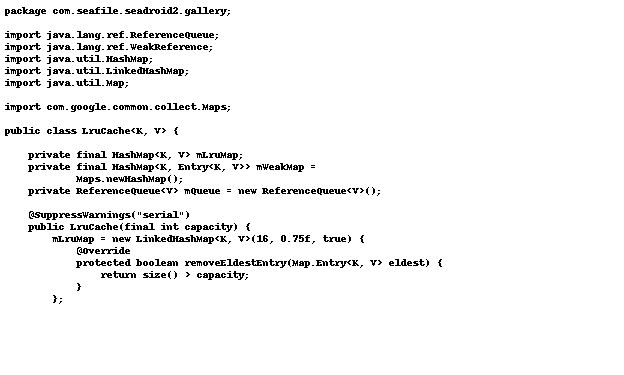 package com.seafile.seadroid2.gallery;

import java.lang.ref.ReferenceQueue;
import java.lang.ref.WeakReference;
import java.util.HashMap;
import java.util.LinkedHashMap;
import java.util.Map;

import com.google.common.collect.Maps;

public class LruCache<K, V> {

    private final HashMap<K, V> mLruMap;
    private final HashMap<K, Entry<K, V>> mWeakMap =
            Maps.newHashMap();
    private ReferenceQueue<V> mQueue = new ReferenceQueue<V>();

    @SuppressWarnings("serial")
    public LruCache(final int capacity) {
        mLruMap = new LinkedHashMap<K, V>(16, 0.75f, true) {
            @Override
            protected boolean removeEldestEntry(Map.Entry<K, V> eldest) {
                return size() > capacity;
            }
        };